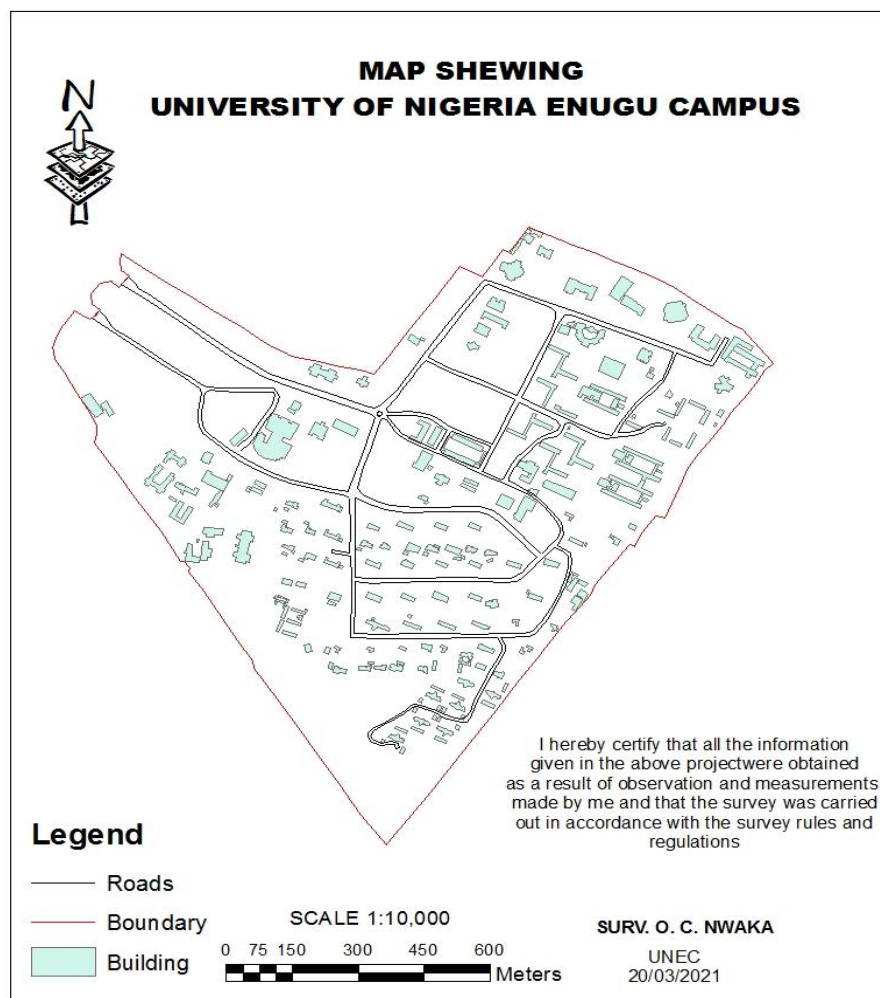 MAP SHEWING
UNIVERSITY OF NIGERIA ENUGU CAMPUS
N
I hereby certify that all the information
given in the above projectwere obtained
as a result of observation and measurements
made by me and that the survey was carried
out in accordance with the survey rules and
regulations
Legend
Roads
Boundary
Building
SCALE 1:10,000
0 75 150 300 450 600
Meters
SURV. O. C. NWAKA
UNEC
20/03/2021